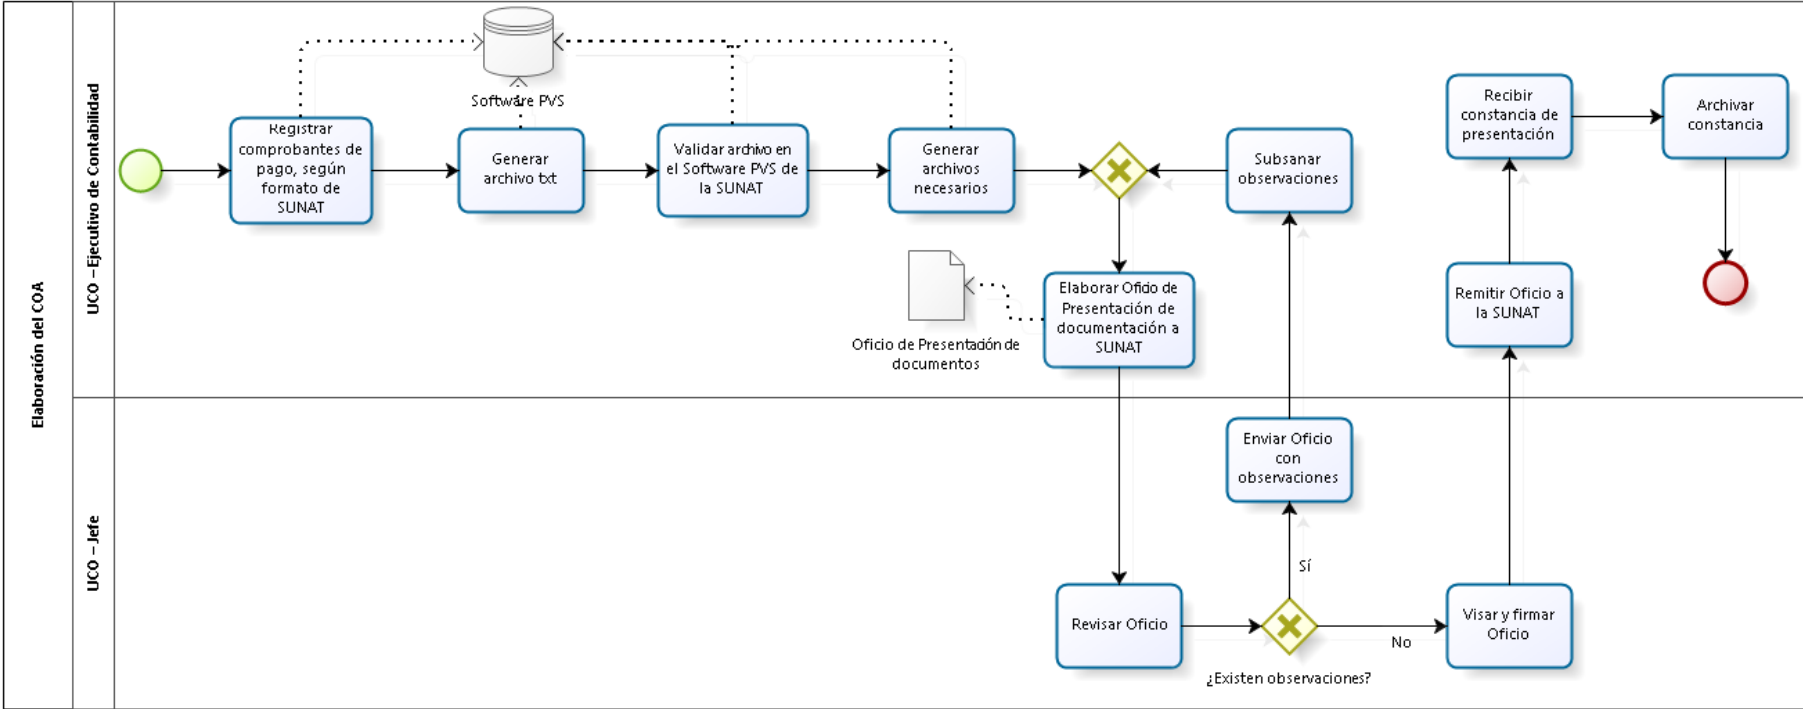 Elaboración del COA
UCO – Ejecutivo de Contabilidad
Software PVS
Registrar
comprobantes de
pago, según
formato de
SUNAT
Generar
archivo txt
Validar archivo en
el Software PVS de
la SUNAT
Generar
archivos
necesarios
Subsanar
observaciones
Recibir
constancia de
presentación
Archivar
constancia
Oficio de Presentación de
documentos
Elaborar Oficio de
Presentación de
documentación a
SUNAT
Remitir Oficio a
la SUNAT
UCO – Jefe
Enviar Oficio
con
observaciones
Sí
Revisar Oficio
¿Existen observaciones?
No
Visar y firmar
Oficio